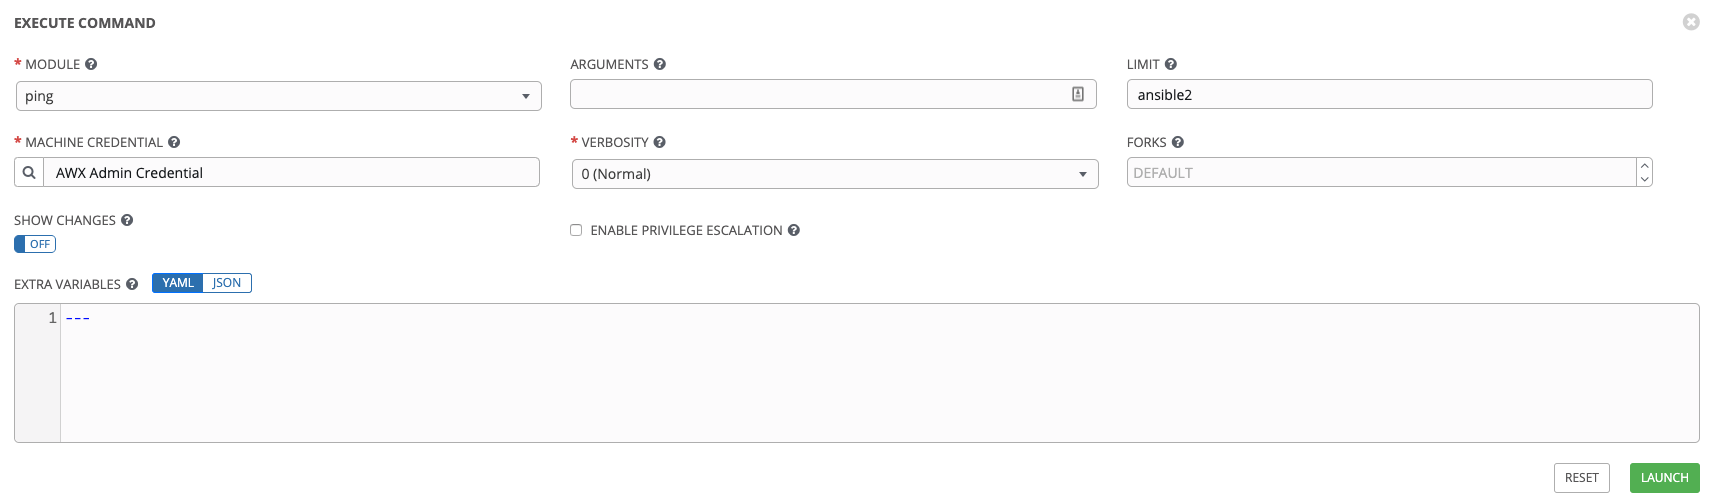 EXECUTE COMMAND
* MODULE ?
ARGUMENTS ?
LIMIT ?
ping
ansible2
* MACHINE CREDENTIAL ?
* VERBOSITY ?
FORKS ?
AWX Admin Credential
0 (Normal)
DEFAULT
SHOW CHANGES ?
OFF
ENABLE PRIVILEGE ESCALATION ?
EXTRA VARIABLES ? YAML JSON
1 ---
RESET LAUNCH